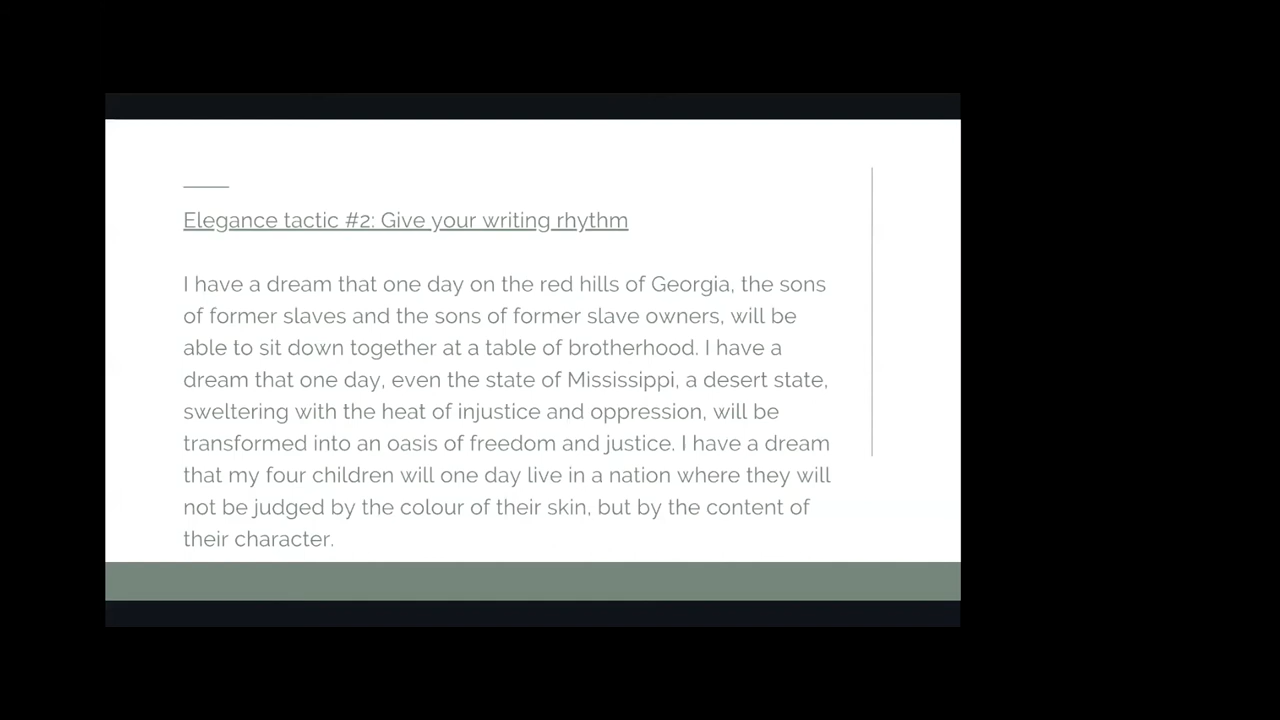 Elegance tactic #2: Give your writing rhythm
I have a dream that one day on the red hills of Georgia, the sons
of former slaves and the sons of former slave owners, will be
able to sit down together at a table of brotherhood. I have a
dream that one day, even the state of Mississippi, a desert state,
sweltering with the heat of injustice and oppression, will be
transformed into an oasis of freedom and justice. I have a dream
that my four children will one day live in a nation where they will
not be judged by the colour of their skin, but by the content of
their character.